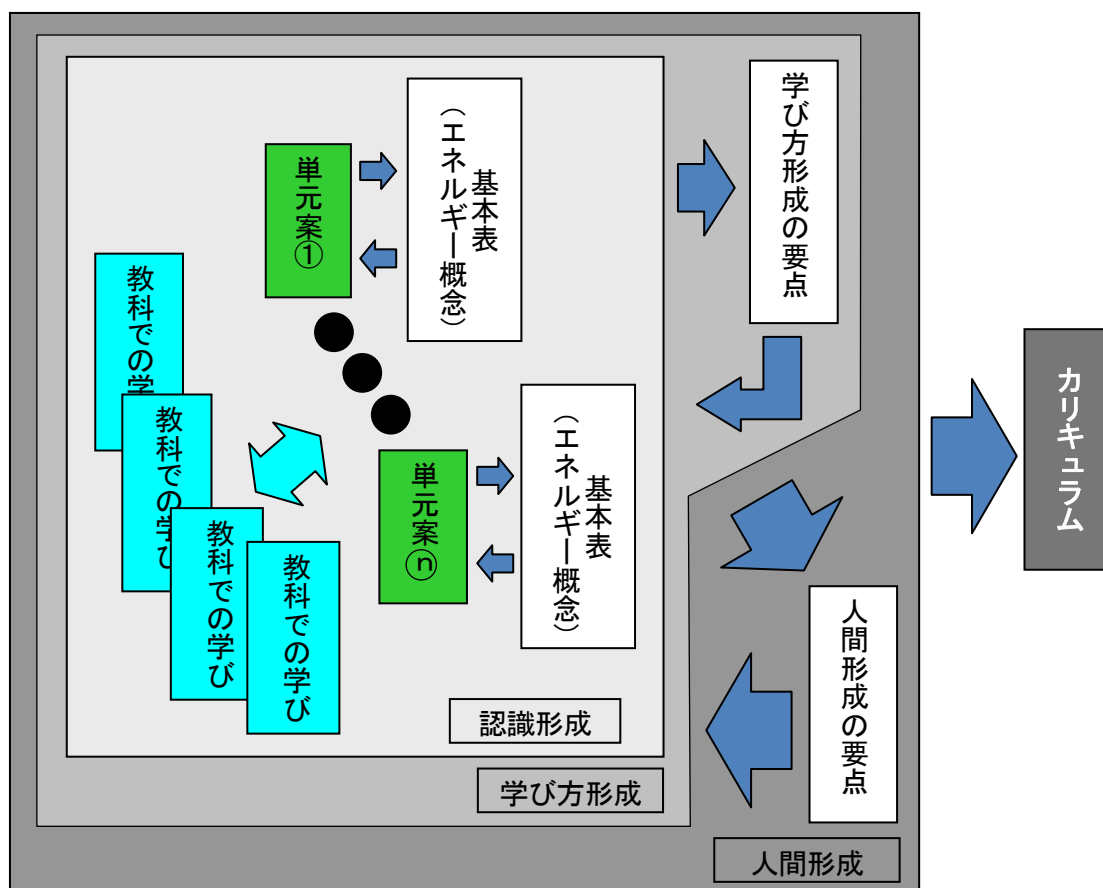 学び方形成の要点
基本表
（エネルギー概念）
単元案①
教科での学
教科での学び
教科での学び
教科での学び
単元案ⓝ
基本表
（エネルギー概念）
カリキュラム
人間形成の要点
認識形成
学び方形成
人間形成